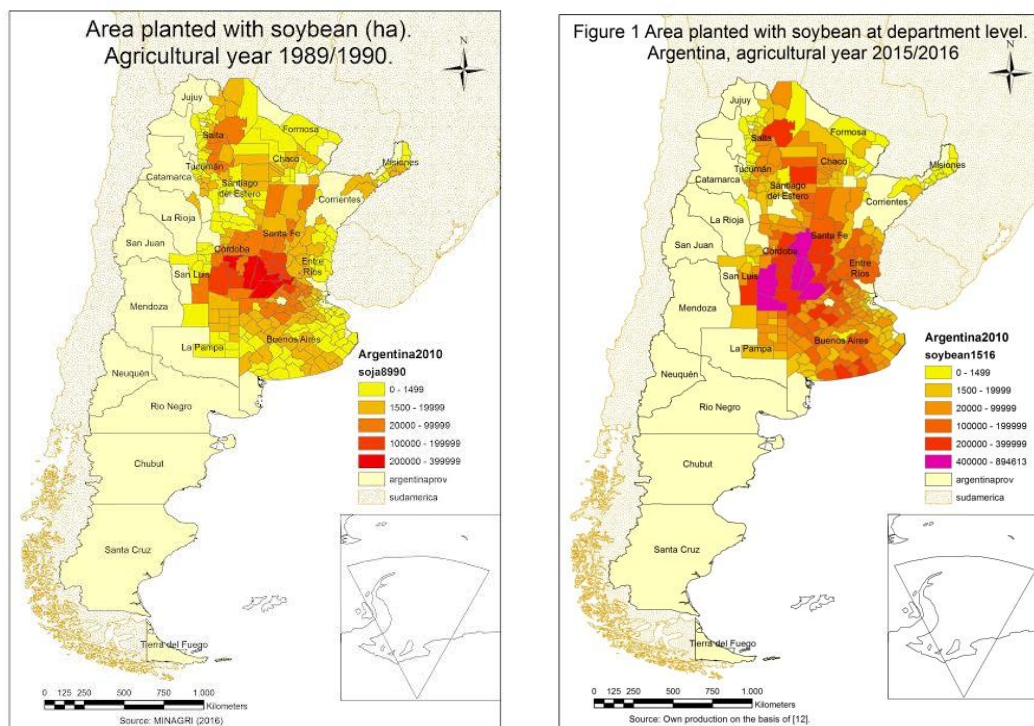 Area planted with soybean (ha).
Agricultural year 1989/1990.
N
Jujuy
Salta
Formosa
Chaco
Tucumán
Misiones
Catamarca
Santiago
del Estero
Corrientes
La Rioja
Santa Fe
San Juan
Córdoba
San Luis
Entre
Ríos
Mendoza
Buenos Aires
La Pampa
Neuquén
Rio Negro
Chubut
Santa Cruz
Tierra del Fuego
Argentina2010
soja8990
0 - 1499
1500 - 19999
20000 - 99999
100000 - 199999
200000 - 399999
argentinaprov
sudamerica
0 125 250 500 750 1.000
Kilometers
Source: MINAGRI (2016)
Figure 1 Area planted with soybean at department level.
Argentina, agricultural year 2015/2016
N
Jujuy
Salta
Formosa
Chaco
Tucumán
Misiones
Catamarca
Santiago
del Estero
Corrientes
La Rioja
Santa Fe
San Juan
Córdoba
San Luis
Entre
Ríos
Mendoza
Buenos Aires
La Pampa
Neuquén
Rio Negro
Chubut
Santa Cruz
Tierra del Fuego
Argentina2010
soybean1516
0 - 1499
1500 - 19999
20000 - 99999
100000 - 199999
200000 - 399999
400000 - 894613
argentinaprov
sudamerica
0 125 250 500 750 1.000
Kilometers
Source: Own production on the basis of [12].